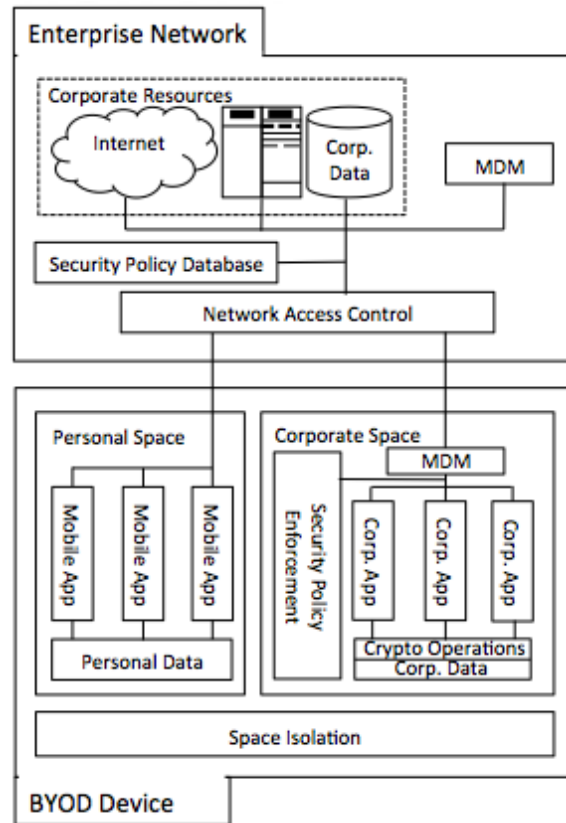 Enterprise Network
Corporate Resources
Internet
Corp.
Data
MDM
Security Policy Database
Network Access Control
Personal Space
Mobile App
Mobile App
Mobile App
Personal Data
Corporate Space
MDM
Security Policy
Enforcement
Corp. App
Corp. App
Corp. App
Crypto Operations
Corp. Data
Space Isolation
BYOD Device